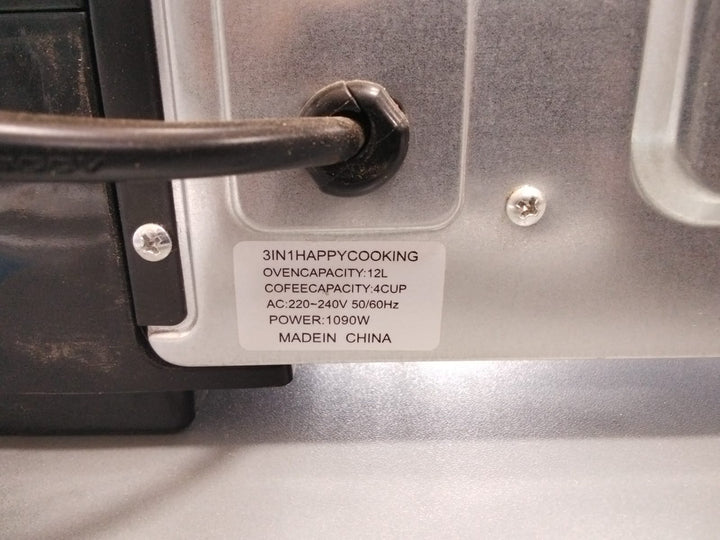 3IN1HAPPYCOOKING
OVENCAPACITY:12L
COFEECAPACITY:4CUP
AC:220~240V 50/60Hz
POWER:1090W
MADEIN CHINA